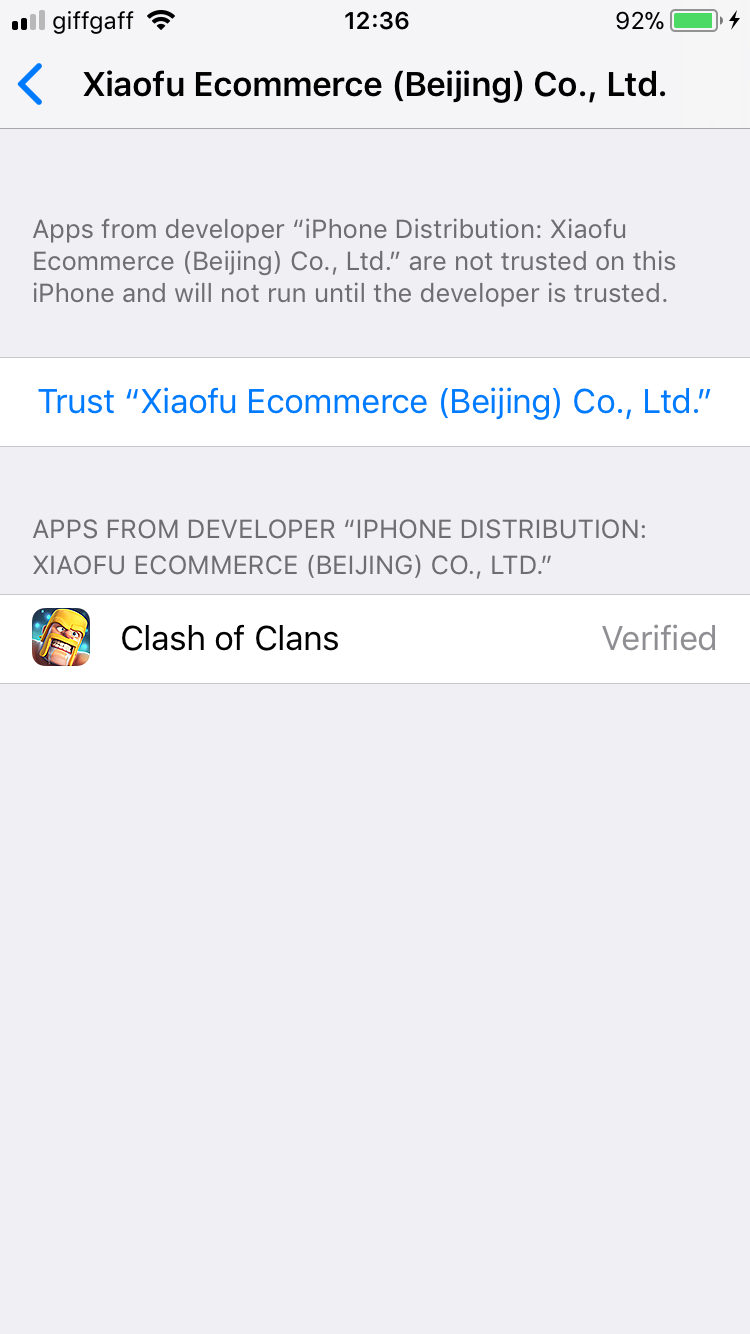 giffgaff 12:36 92%
Xiaofu Ecommerce (Beijing) Co., Ltd.
Apps from developer “iPhone Distribution: Xiaofu
Ecommerce (Beijing) Co., Ltd.” are not trusted on this
iPhone and will not run until the developer is trusted.
Trust “Xiaofu Ecommerce (Beijing) Co., Ltd.”
APPS FROM DEVELOPER “IPHONE DISTRIBUTION:
XIAOFU ECOMMERCE (BEIJING) CO., LTD.”
Clash of Clans Verified